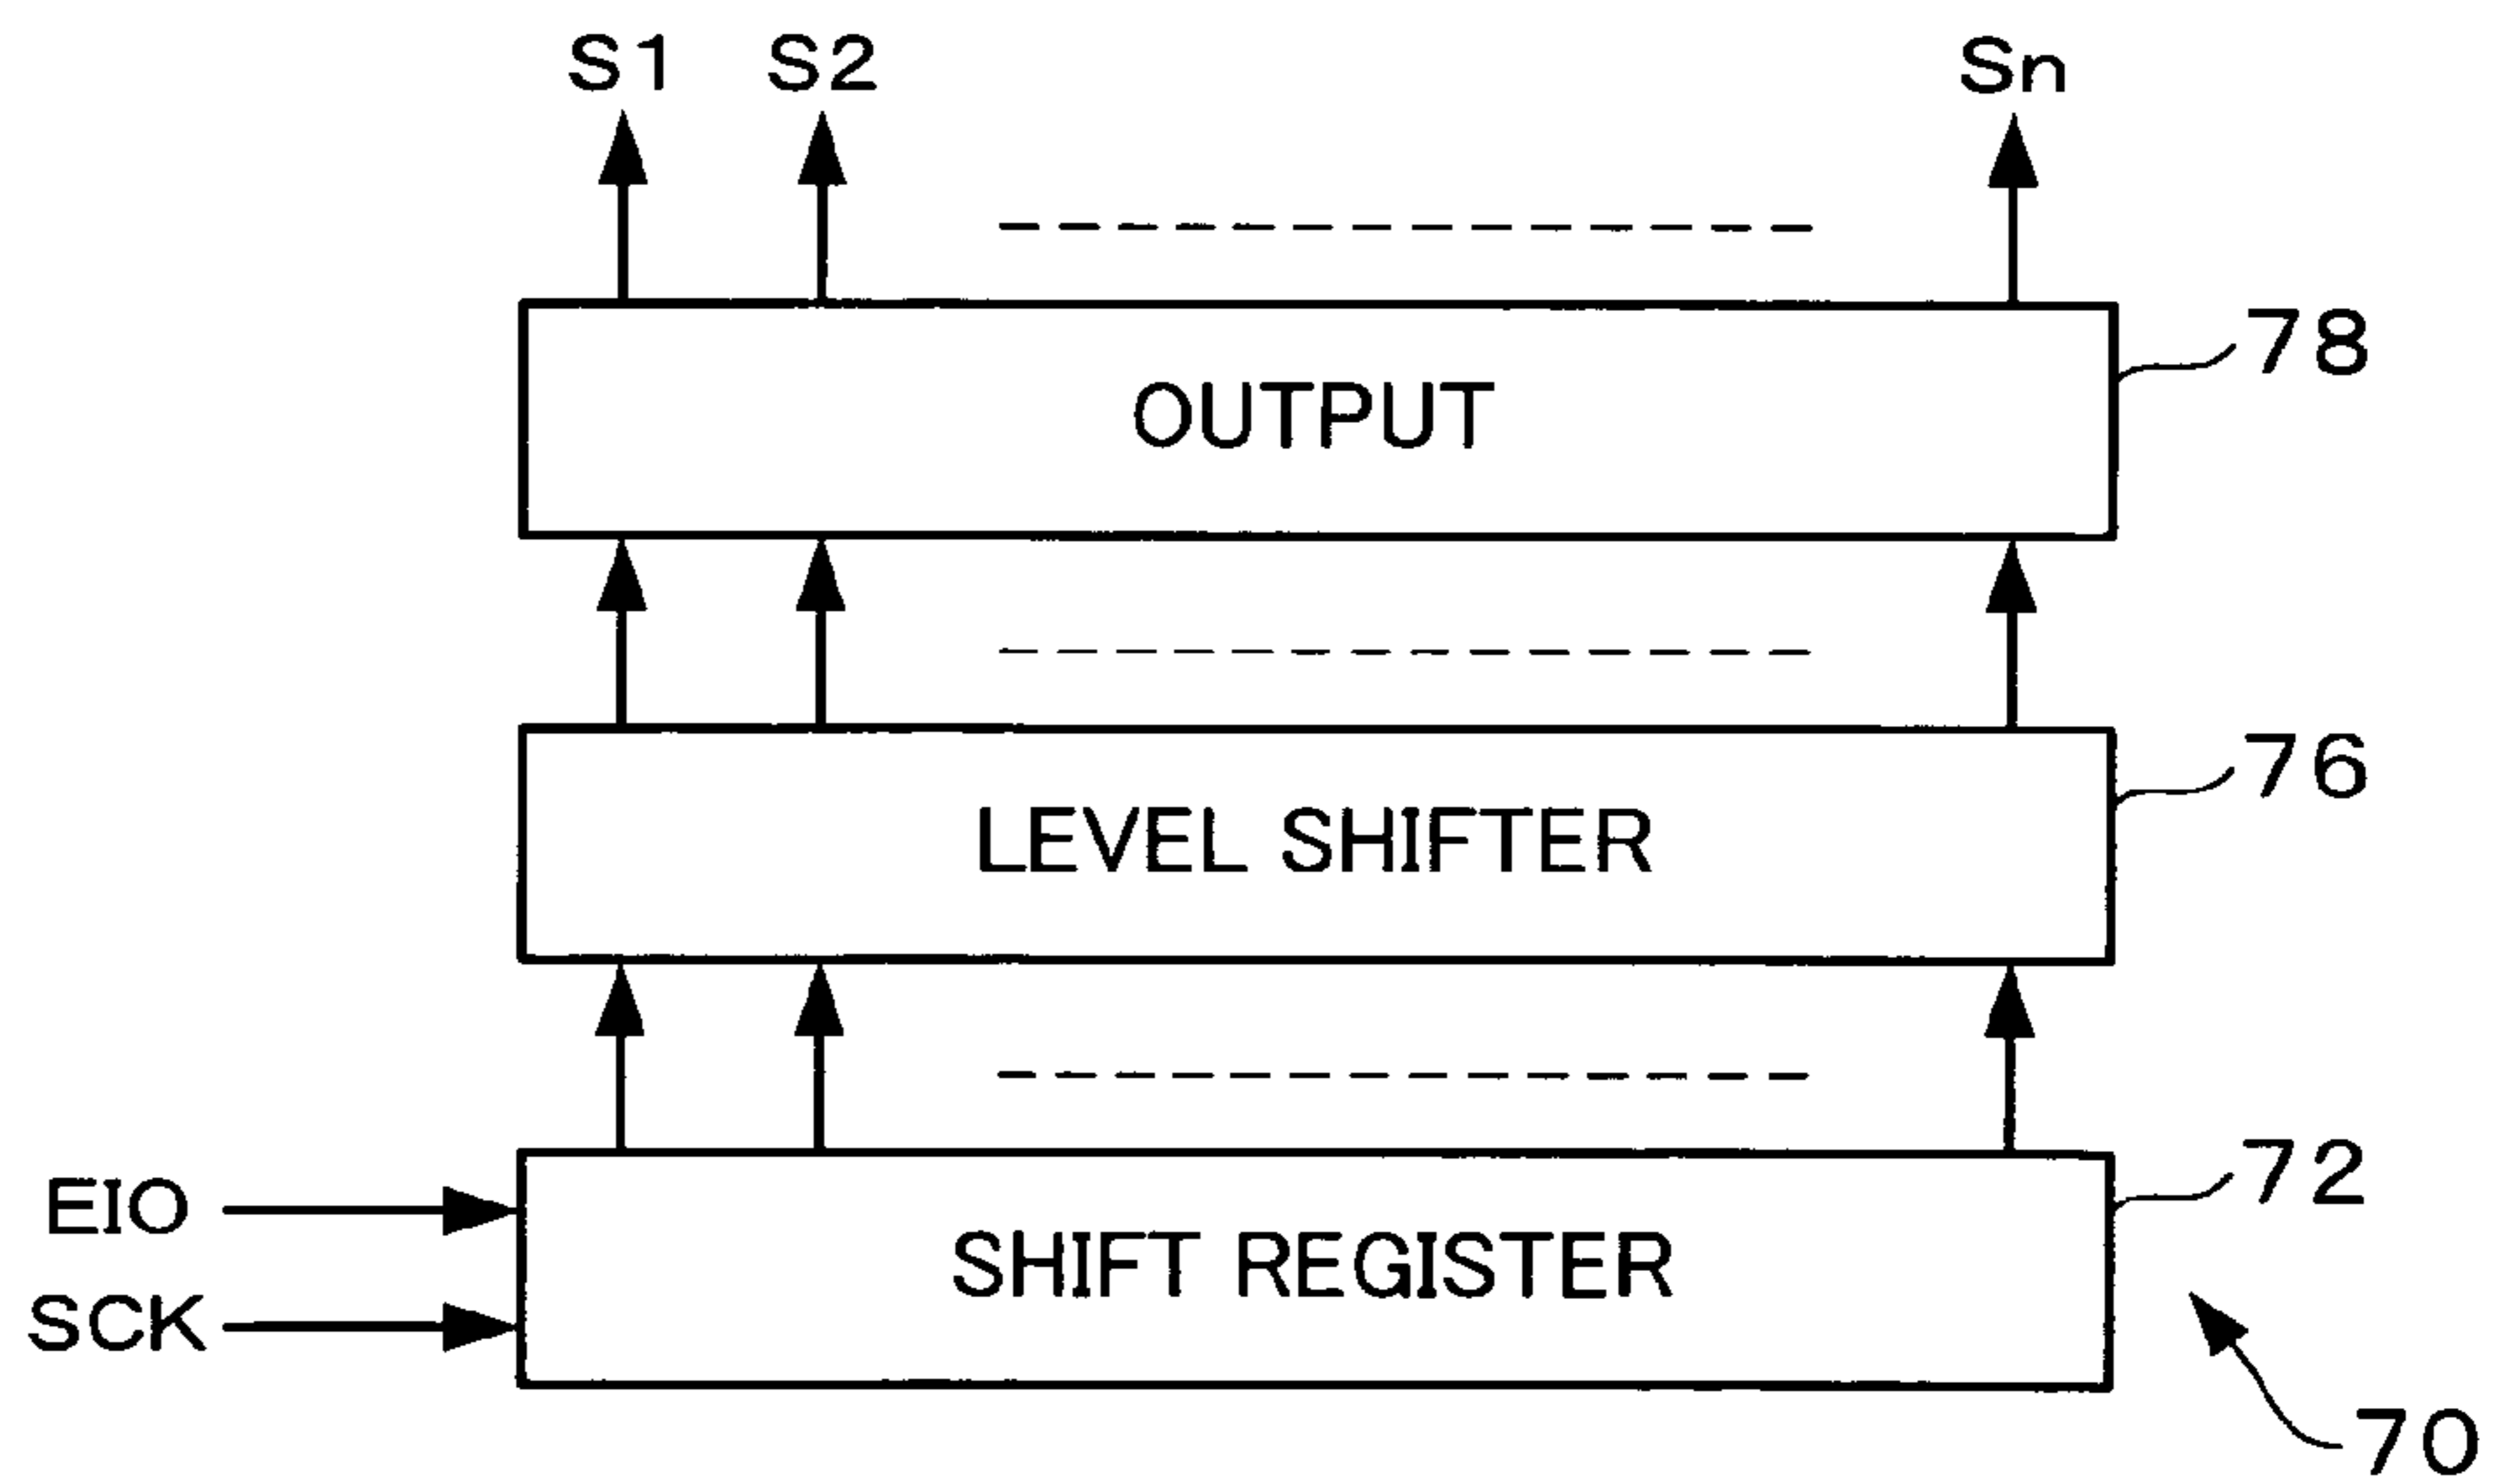 S1 S2 Sn
78
OUTPUT
76
LEVEL SHIFTER
72
EIO
SHIFT REGISTER
SCK
70